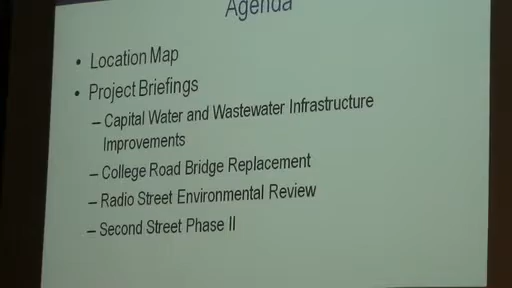 Agenda
• Location Map
• Project Briefings
– Capital Water and Wastewater Infrastructure
Improvements
– College Road Bridge Replacement
– Radio Street Environmental Review
– Second Street Phase II